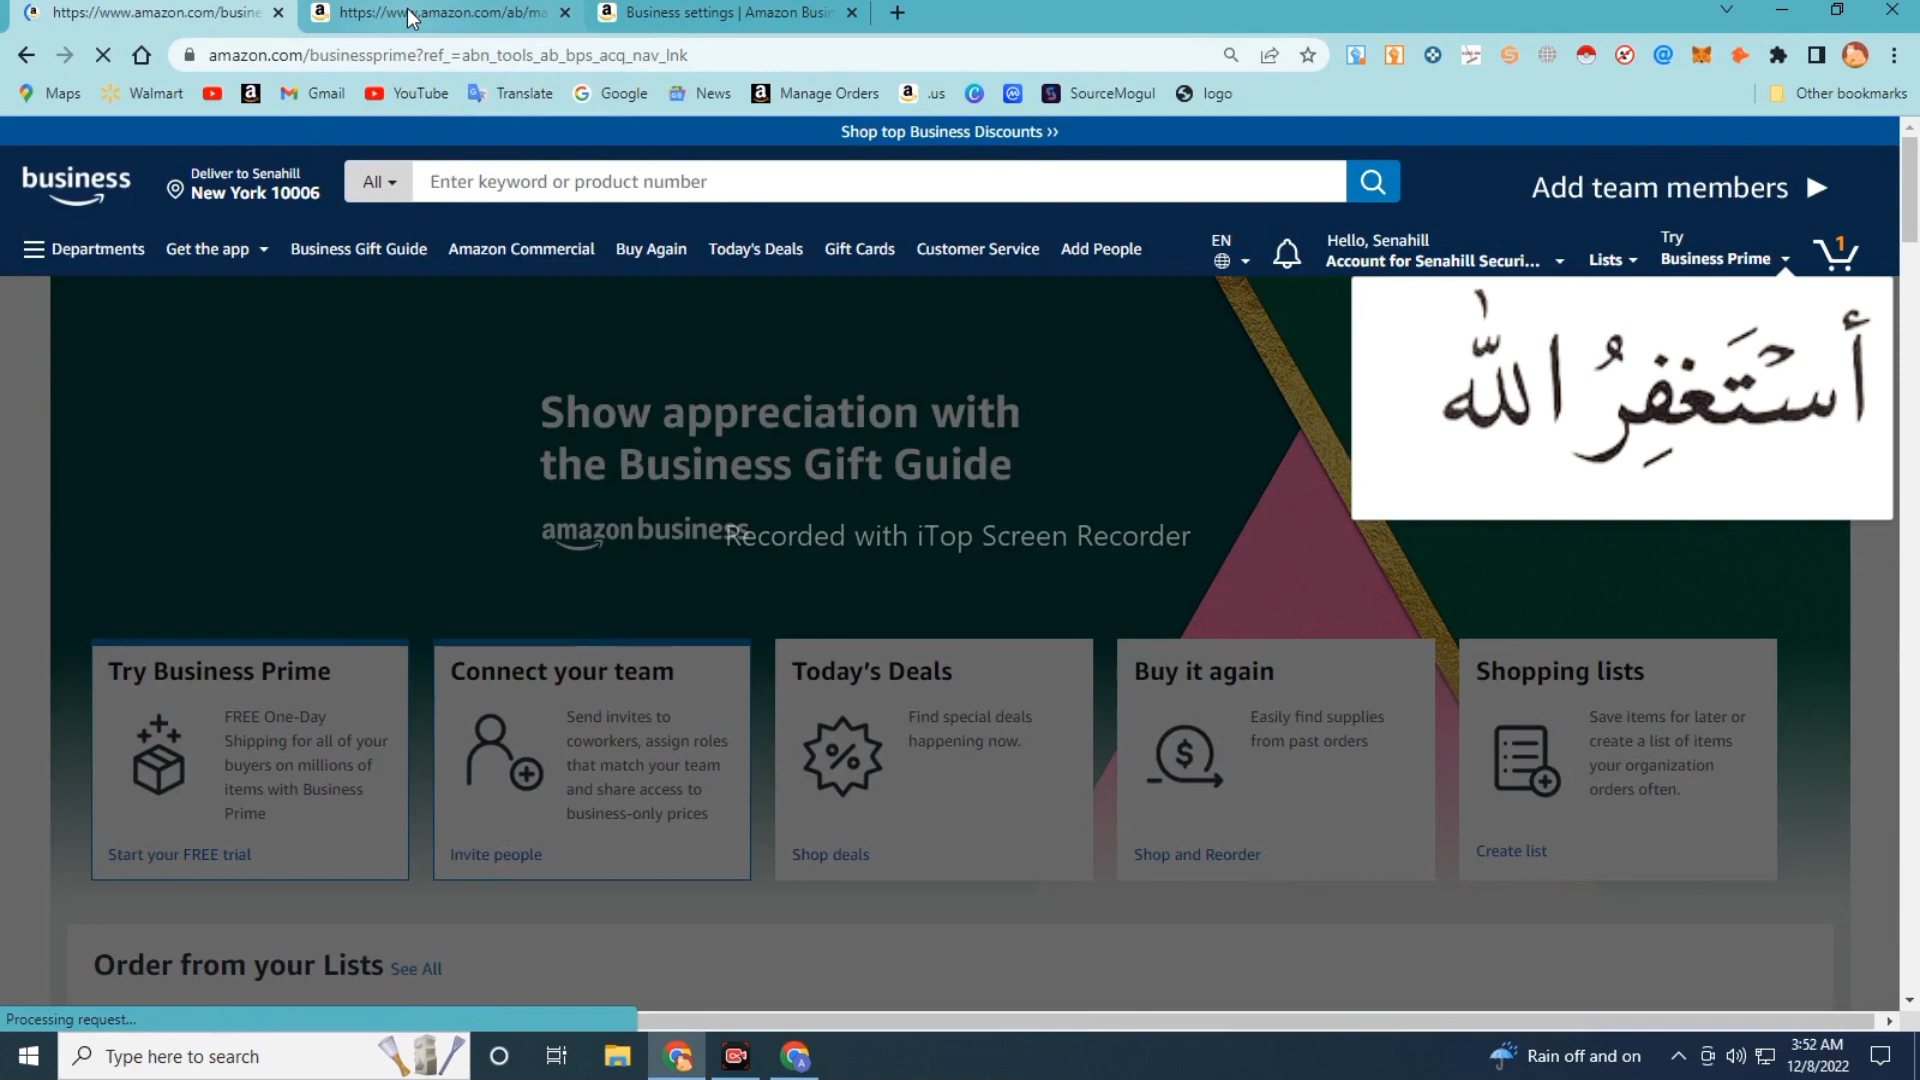 https://www.amazon.com/busine
https://www.amazon.com/ab/ma
Business settings | Amazon Busin
amazon.com/businessprime?ref_=abn_tools_ab_bps_acq_nav_lnk
Maps
Walmart
Gmail
YouTube
Translate
Google
News
Manage Orders
.us
SourceMogul
logo
Other bookmarks
Shop top Business Discounts ››
business
Deliver to Senahill
New York 10006
All
Enter keyword or product number
Add team members
Departments
Get the app
Business Gift Guide
Amazon Commercial
Buy Again
Today's Deals
Gift Cards
Customer Service
Add People
EN
Hello, Senahill
Account for Senahill Securi...
Lists
Try
Business Prime
1
أَسْتَغْفِرُ اللّٰه
Show appreciation with
the Business Gift Guide
amazon business
Recorded with iTop Screen Recorder
Try Business Prime
FREE One-Day
Shipping for all of your
buyers on millions of
items with Business
Prime
Start your FREE trial
Connect your team
Send invites to
coworkers, assign roles
that match your team
and share access to
business-only prices
Invite people
Today's Deals
Find special deals
happening now.
Shop deals
Buy it again
Easily find supplies
from past orders
Shop and Reorder
Shopping lists
Save items for later or
create a list of items
your organization
orders often.
Create list
Order from your Lists See All
Processing request...
Type here to search
Rain off and on
3:52 AM
12/8/2022